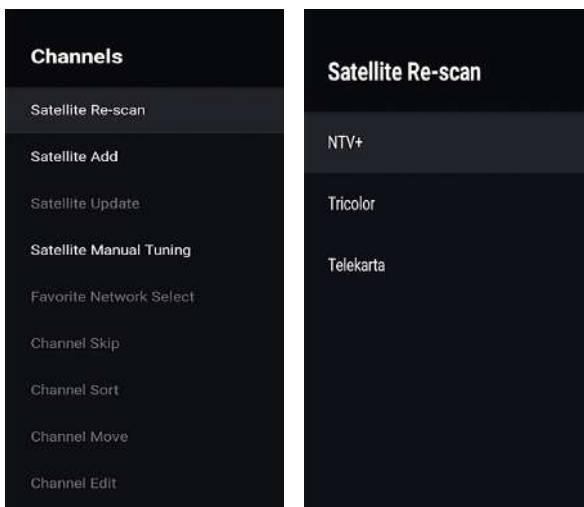 Channels
Satellite Re-scan
Satellite Add
Satellite Update
Satellite Manual Tuning
Favorite Network Select
Channel Skip
Channel Sort
Channel Move
Channel Edit
Satellite Re-scan
NTV+
Tricolor
Telekarta